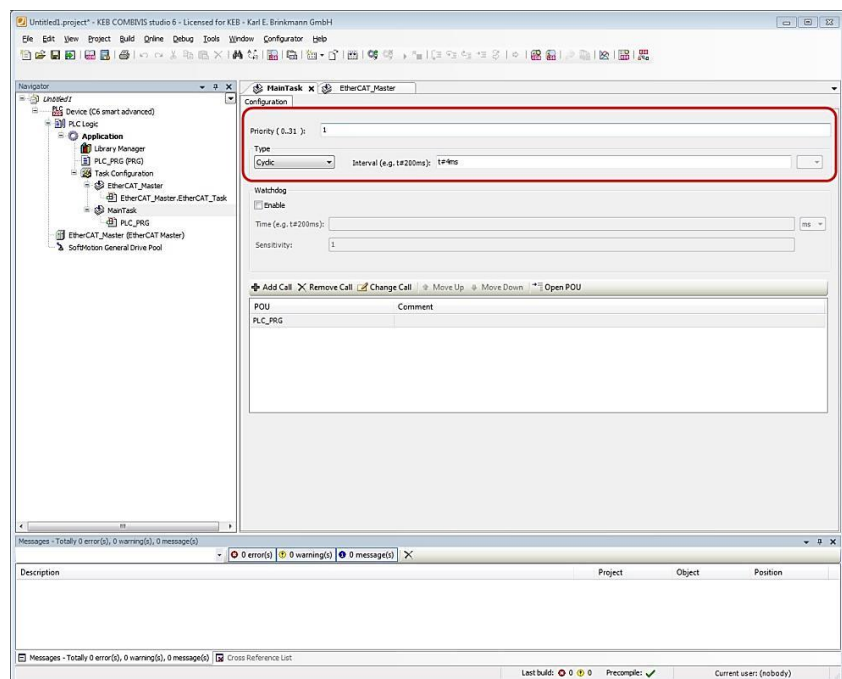 Untitled1.project* - KEB COMBIVIS studio 6 - Licensed for KEB - Karl E. Brinkmann GmbH
File Edit View Project Build Online Debug Tools Window Configurator Help
Navigator
Untitled1
PLC Device (C6 smart advanced)
PLC Logic
Application
Library Manager
PLC_PRG (PRG)
Task Configuration
EtherCAT_Master
EtherCAT_Master.EtherCAT_Task
MainTask
PLC_PRG
EtherCAT_Master (EtherCAT Master)
SoftMotion General Drive Pool
MainTask EtherCAT_Master
Configuration
Priority ( 0..31 ): 1
Type
Cyclic Interval (e.g. t#200ms): t#4ms
Watchdog
Enable
Time (e.g. t#200ms): ms
Sensitivity: 1
Add Call Remove Call Change Call Move Up Move Down Open POU
POU Comment
PLC_PRG
Messages - Totally 0 error(s), 0 warning(s), 0 message(s)
0 error(s) 0 warning(s) 0 message(s)
Description Project Object Position
Messages - Totally 0 error(s), 0 warning(s), 0 message(s) Cross Reference List
Last build: 0 0 Precompile: Current user: (nobody)